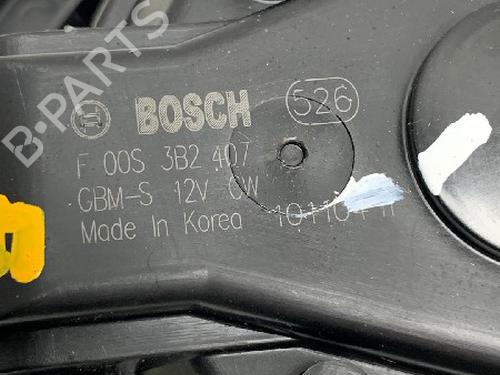 B-PARTS
BOSCH 526
F 00S 3B2 407
GBM-S 12V CW
Made In Korea